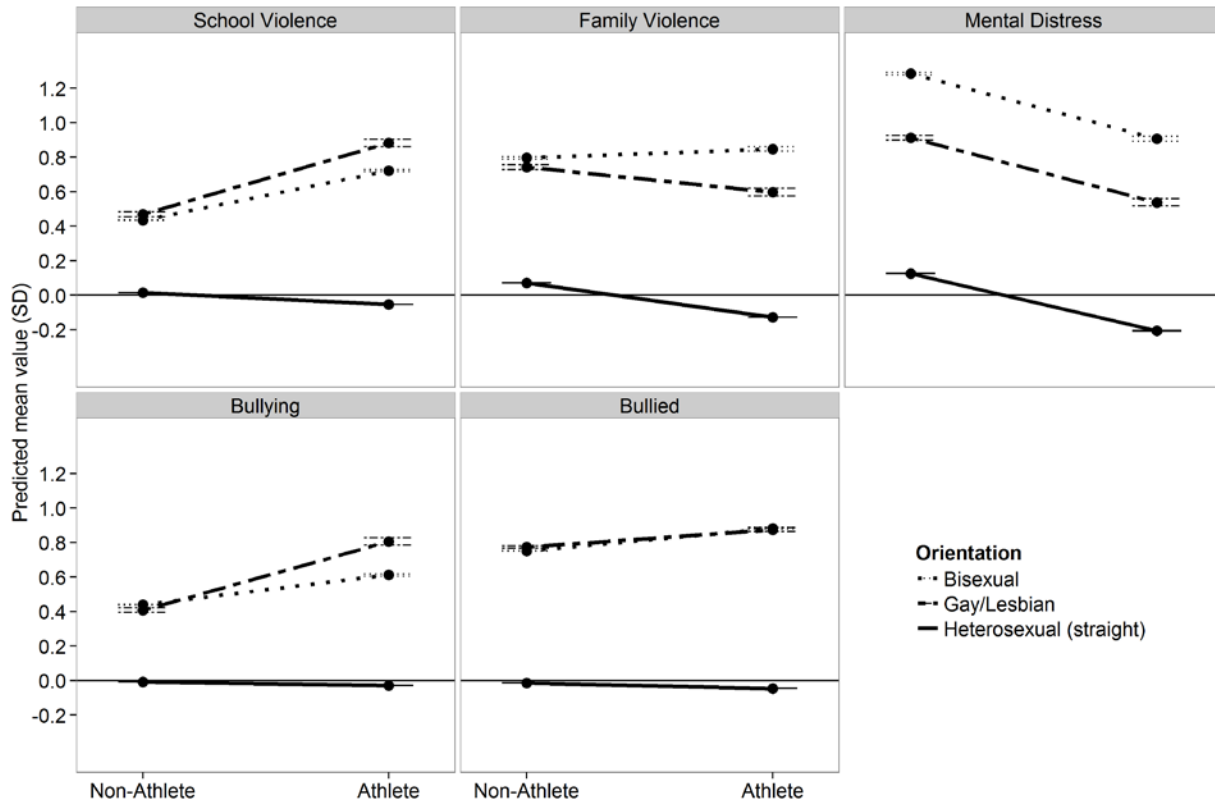 School Violence
Family Violence
Mental Distress
1.2
1.0
0.8
0.6
0.4
0.2
0.0
-0.2
Predicted mean value (SD)
Bullying
Bullied
1.2
1.0
0.8
0.6
0.4
0.2
0.0
-0.2
Non-Athlete
Athlete
Non-Athlete
Athlete
Orientation
Bisexual
Gay/Lesbian
Heterosexual (straight)